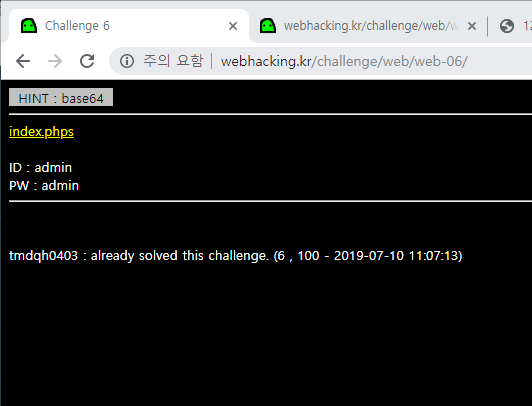 Challenge 6
webhacking.kr/challenge/web/w
12
주의 요함
webhacking.kr/challenge/web/web-06/
HINT : base64
index.phps
ID : admin
PW : admin
tmdqh0403 : already solved this challenge. (6 , 100 - 2019-07-10 11:07:13)